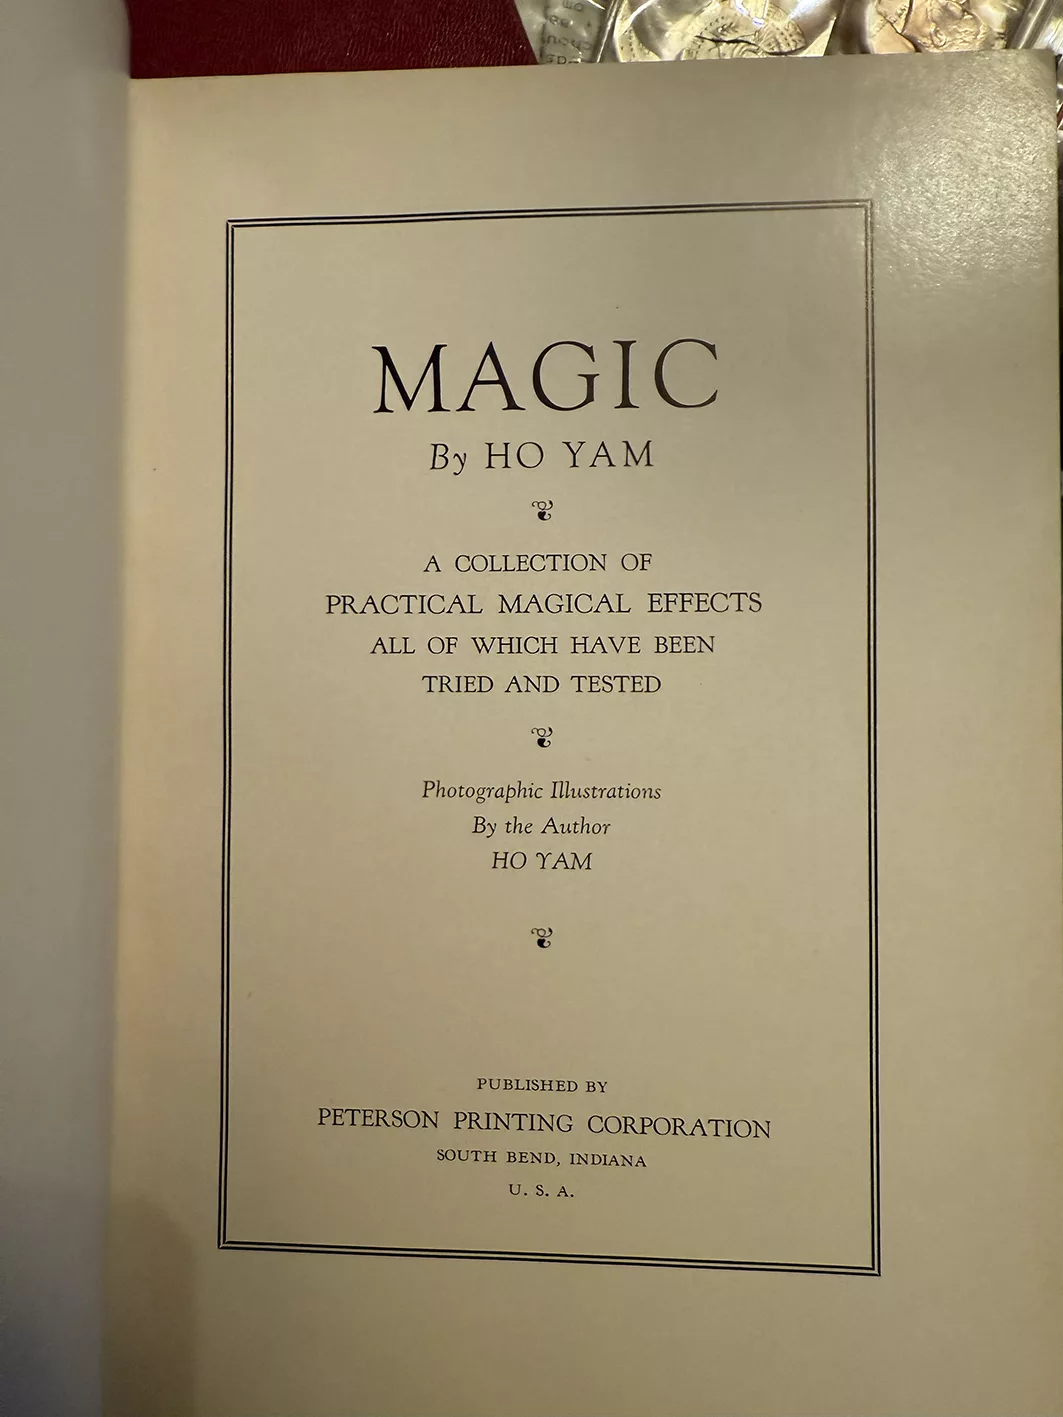 MAGIC
By HO YAM
A COLLECTION OF
PRACTICAL MAGICAL EFFECTS
ALL OF WHICH HAVE BEEN
TRIED AND TESTED
Photographic Illustrations
By the Author
HO YAM
PUBLISHED BY
PETERSON PRINTING CORPORATION
SOUTH BEND, INDIANA
U. S. A.